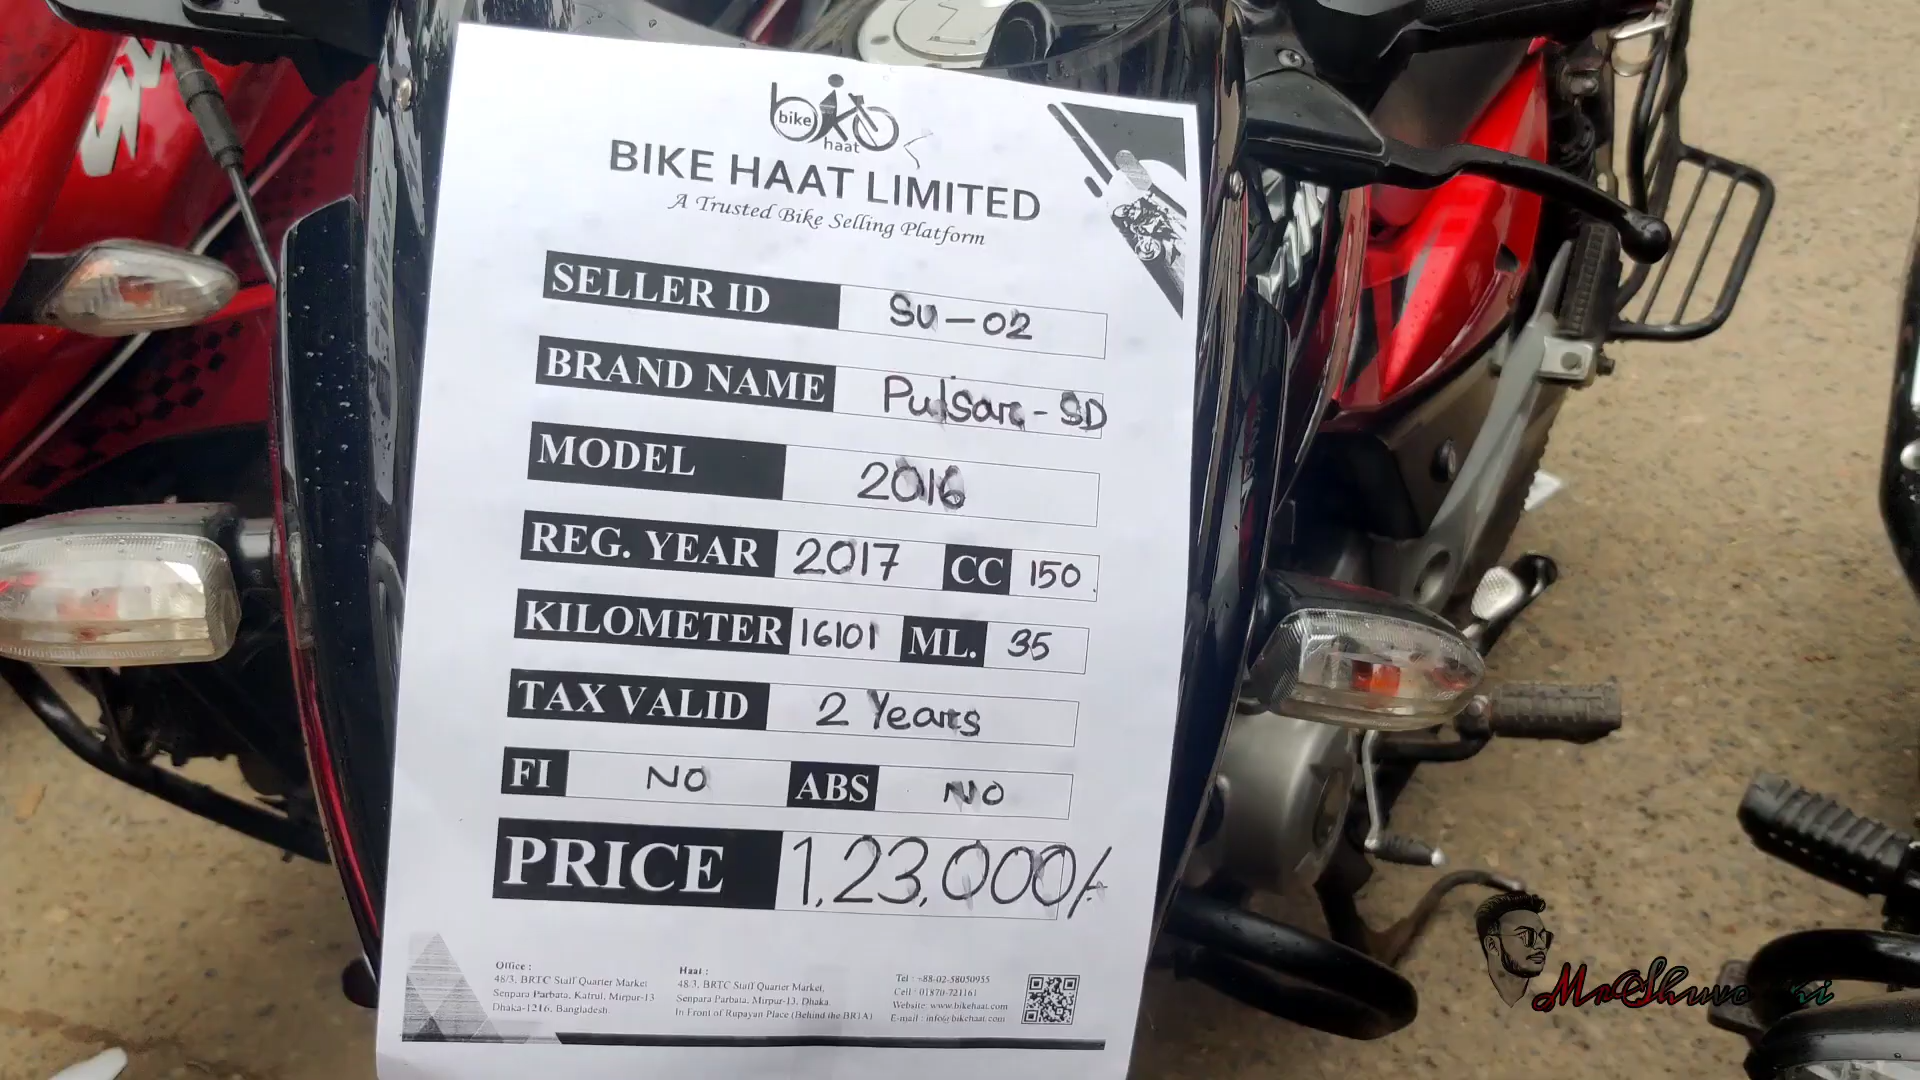 bike
haat
BIKE HAAT LIMITED
A Trusted Bike Selling Platform
SELLER ID SU-02
BRAND NAME Pulsar-SD
MODEL 2016
REG. YEAR 2017 CC 150
KILOMETER 16101 ML. 35
TAX VALID 2 Years
FI NO ABS NO
PRICE 1,23,000/-
Office :
48/3, BRTC Staff Quarter Market
Senpara Parbata, Kafrul, Mirpur-13
Dhaka-1216, Bangladesh.
Haat :
48/3, BRTC Staff Quarter Market,
Senpara Parbata, Mirpur-13, Dhaka.
In Front of Rupayan Place (Behind the BRTA)
Tel : +88-02-58050955
Cell : 01870-721161
Website: www.bikehaat.com
E-mail : info@bikehaat.com